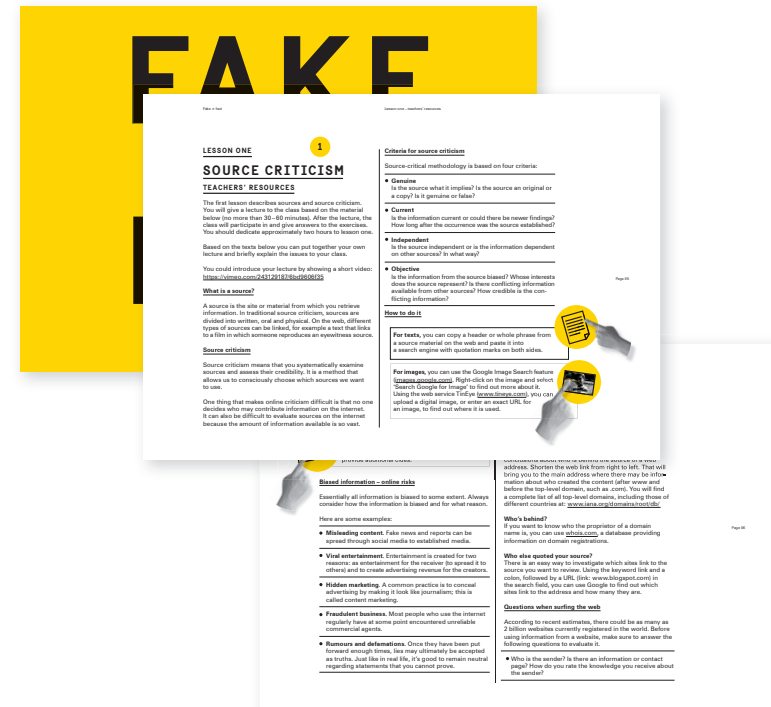 FAKE
Fake or fact
Lesson one – teachers' resources
LESSON ONE
1
SOURCE CRITICISM
TEACHERS' RESOURCES
The first lesson describes sources and source criticism.
You will give a lecture to the class based on the material
below (no more than 30–60 minutes). After the lecture, the
class will participate in and give answers to the exercises.
You should dedicate approximately two hours to lesson one.
Based on the texts below you can put together your own
lecture and briefly explain the issues to your class.
You could introduce your lecture by showing a short video:
https://vimeo.com/243129187/6bd9606f35
What is a source?
A source is the site or material from which you retrieve
information. In traditional source criticism, sources are
divided into written, oral and physical. On the web, different
types of sources can be linked, for example a text that links
to a film in which someone reproduces an eyewitness source.
Source criticism
Source criticism means that you systematically examine
sources and assess their credibility. It is a method that
allows us to consciously choose which sources we want
to use.
One thing that makes online criticism difficult is that no one
decides who may contribute information on the internet.
It can also be difficult to evaluate sources on the internet
because the amount of information available is so vast.
Criteria for source criticism
Source-critical methodology is based on four criteria:
• Genuine
Is the source what it implies? Is the source an original or
a copy? Is it genuine or false?
• Current
Is the information current or could there be newer findings?
How long after the occurrence was the source established?
• Independent
Is the source independent or is the information dependent
on other sources? In what way?
• Objective
Is the information from the source biased? Whose interests
does the source represent? Is there conflicting information
available from other sources? How credible is the con-
flicting information?
How to do it
For texts, you can copy a header or whole phrase from
a source material on the web and paste it into
a search engine with quotation marks on both sides.
For images, you can use the Google Image Search feature
(images.google.com). Right-click on the image and select
'Search Google for Image' to find out more about it.
Using the web service TinEye (www.tineye.com), you can
upload a digital image, or enter an exact URL for
an image, to find out where it is used.
provide additional clues.
Biased information – online risks
Essentially all information is biased to some extent. Always
consider how the information is biased and for what reason.
Here are some examples:
• Misleading content. Fake news and reports can be
spread through social media to established media.
• Viral entertainment. Entertainment is created for two
reasons: as entertainment for the receiver (to spread it to
others) and to create advertising revenue for the creators.
• Hidden marketing. A common practice is to conceal
advertising by making it look like journalism; this is
called content marketing.
• Fraudulent business. Most people who use the internet
regularly have at some point encountered unreliable
commercial agents.
• Rumours and defamations. Once they have been put
forward enough times, lies may ultimately be accepted
as truths. Just like in real life, it's good to remain neutral
regarding statements that you cannot prove.
address. Shorten the web link from right to left. That will
bring you to the main address where there may be infor-
mation about who created the content (after www and
before the top-level domain, such as .com). You will find
a complete list of all top-level domains, including those of
different countries at: www.iana.org/domains/root/db/
Who's behind?
If you want to know who the proprietor of a domain
name is, you can use whois.com, a database providing
information on domain registrations.
Who else quoted your source?
There is an easy way to investigate which sites link to the
source you want to review. Using the keyword link and a
colon, followed by a URL (link: www.blogspot.com) in
the search field, you can use Google to find out which
sites link to the address and how many they are.
Questions when surfing the web
According to recent estimates, there could be as many as
2 billion websites currently registered in the world. Before
using information from a website, make sure to answer the
following questions to evaluate it.
• Who is the sender? Is there an information or contact
page? How do you rate the knowledge you receive about
the sender?